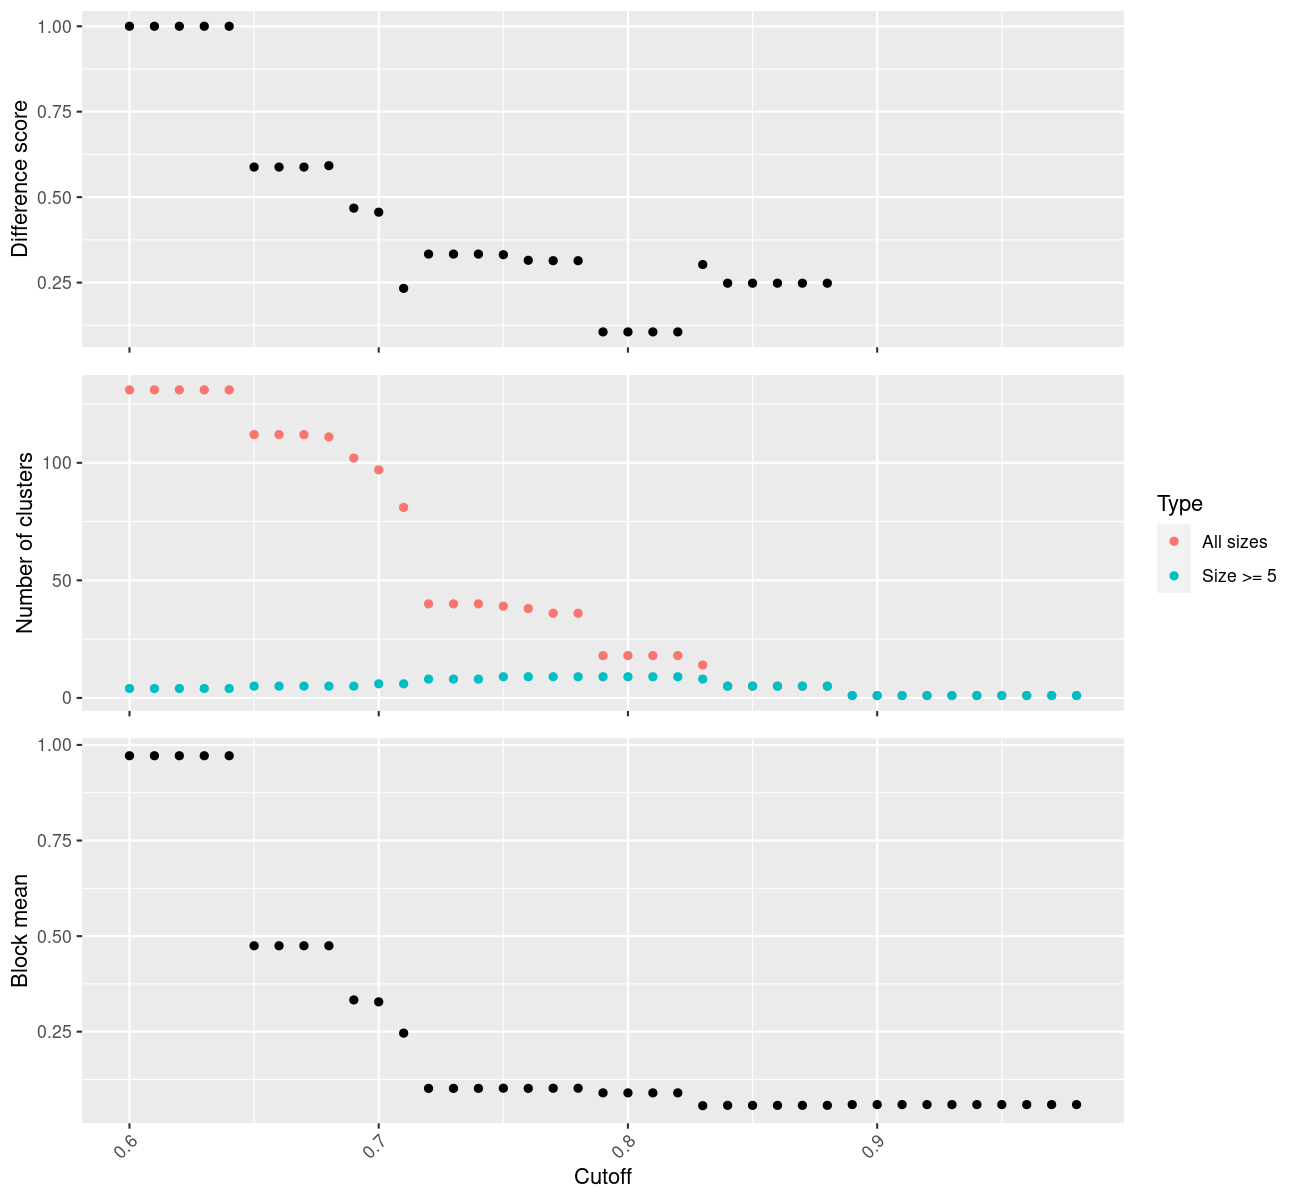 Difference score
1.00
0.75
0.50
0.25
Number of clusters
100
50
0
Type
All sizes
Size >= 5
Block mean
1.00
0.75
0.50
0.25
0.6
0.7
0.8
0.9
Cutoff